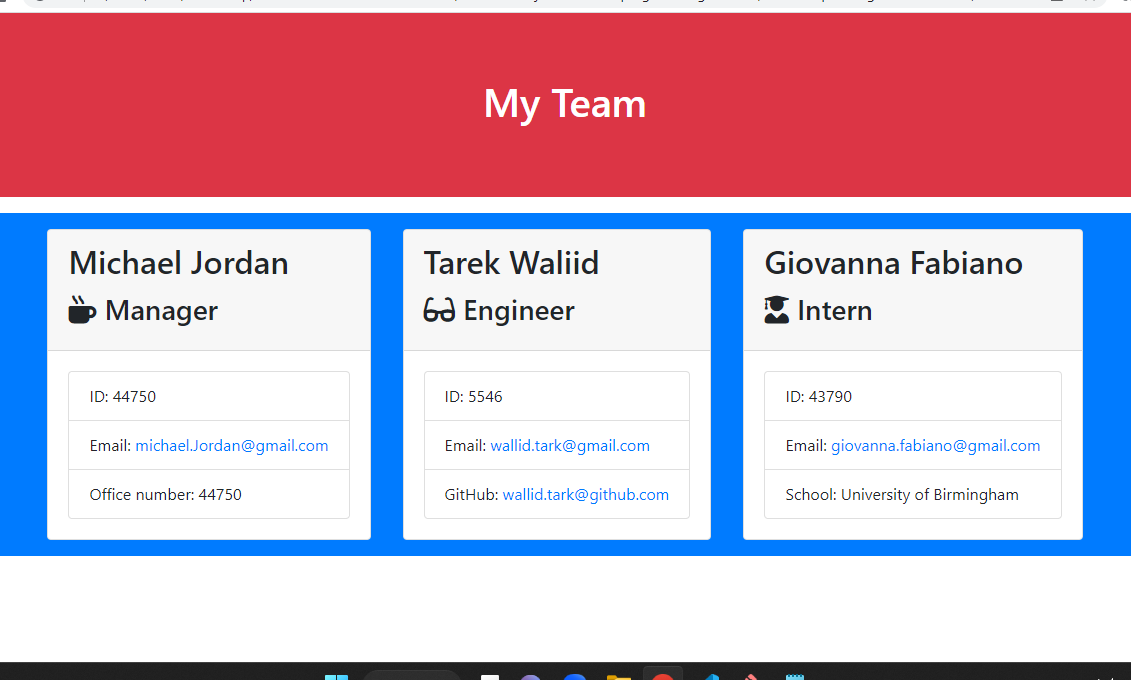 My Team
Michael Jordan
Manager
ID: 44750
Email: michael.Jordan@gmail.com
Office number: 44750
Tarek Waliid
Engineer
ID: 5546
Email: wallid.tark@gmail.com
GitHub: wallid.tark@github.com
Giovanna Fabiano
Intern
ID: 43790
Email: giovanna.fabiano@gmail.com
School: University of Birmingham